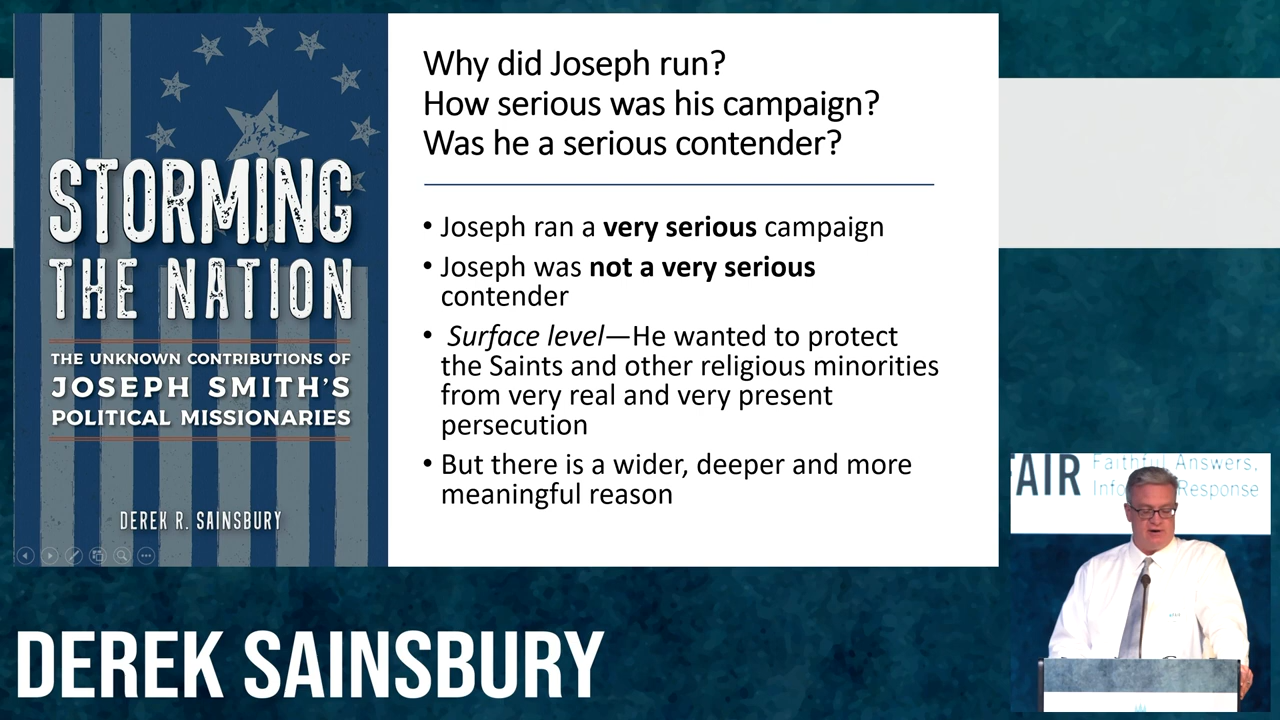 STORMING
THE NATION
THE UNKNOWN CONTRIBUTIONS OF
JOSEPH SMITH'S
POLITICAL MISSIONARIES
DEREK R. SAINSBURY
Why did Joseph run?
How serious was his campaign?
Was he a serious contender?
• Joseph ran a very serious campaign
• Joseph was not a very serious
contender
• Surface level—He wanted to protect
the Saints and other religious minorities
from very real and very present
persecution
• But there is a wider, deeper and more
meaningful reason
AIR
Faithful Answers,
Response
DEREK SAINSBURY